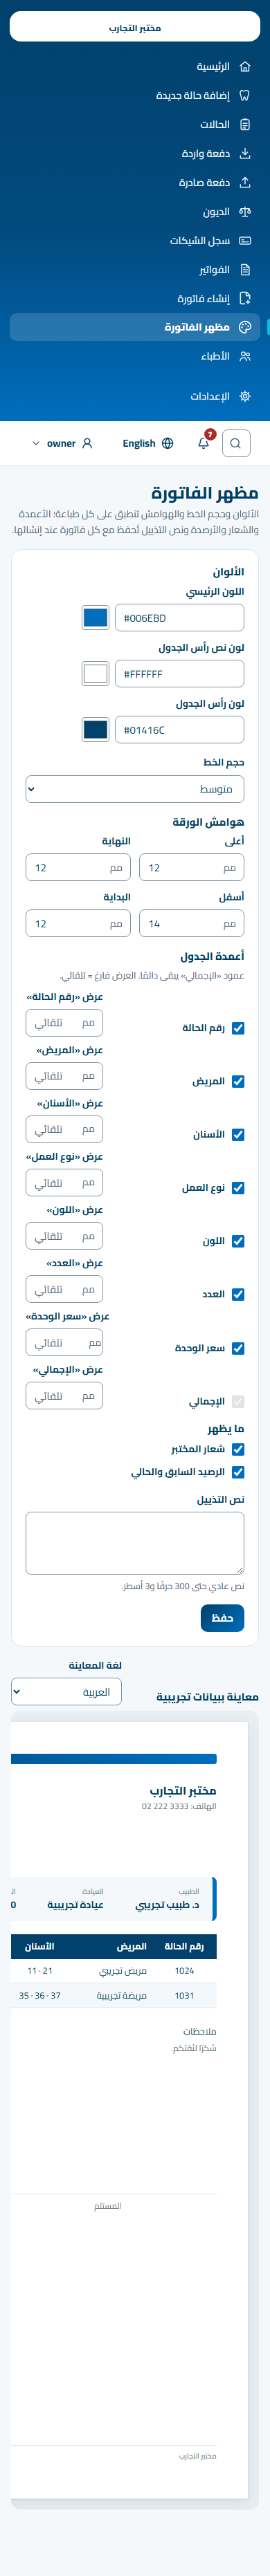 مختبر التجارب
الرئيسية
إضافة حالة جديدة
الحالات
دفعة واردة
دفعة صادرة
الديون
سجل الشيكات
الفواتير
إنشاء فاتورة
مظهر الفاتورة
الأطباء
الإعدادات
7
English
owner
مظهر الفاتورة
الألوان وحجم الخط والهوامش تنطبق على كل طباعة؛ الأعمدة
والشعار والأرصدة ونص التذييل تُحفظ مع كل فاتورة عند إنشائها.
الألوان
اللون الرئيسي
#006EBD
لون نص رأس الجدول
#FFFFFF
لون رأس الجدول
#01416C
حجم الخط
متوسط
هوامش الورقة
أعلى النهاية
12 مم 12 مم
أسفل البداية
14 مم 12 مم
أعمدة الجدول
عمود «الإجمالي» يبقى دائمًا. العرض الفارغ = تلقائي.
عرض «رقم الحالة»
رقم الحالة تلقائي مم
عرض «المريض»
المريض تلقائي مم
عرض «الأسنان»
الأسنان تلقائي مم
عرض «نوع العمل»
نوع العمل تلقائي مم
عرض «اللون»
اللون تلقائي مم
عرض «العدد»
العدد تلقائي مم
عرض «سعر الوحدة»
سعر الوحدة تلقائي مم
عرض «الإجمالي»
الإجمالي تلقائي مم
ما يظهر
شعار المختبر
الرصيد السابق والحالي
نص التذييل
نص عادي حتى 300 حرفًا و3 أسطر.
حفظ
لغة المعاينة
معاينة ببيانات تجريبية
العربية
مختبر التجارب
الهاتف: 3333 222 02
الطبيب العيادة
د. طبيب تجريبي عيادة تجريبية
رقم الحالة المريض الأسنان
1024 مريض تجريبي 11 · 21
1031 مريضة تجريبية 35 · 36 · 37
ملاحظات
شكرًا لثقتكم.
المستلم
مختبر التجارب